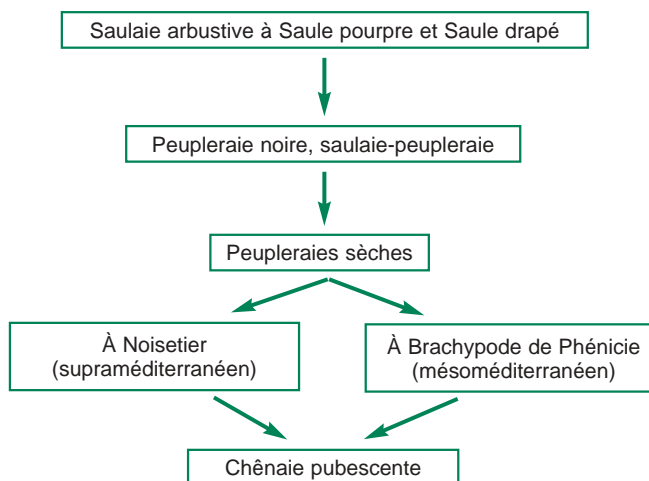 Saulaie arbustive à Saule pourpre et Saule drapé
Peupleraie noire, saulaie-peupleraie
Peupleraies sèches
À Noisetier
(supraméditerranéen)
À Brachypode de Phénicie
(mésoméditerranéen)
Chênaie pubescente